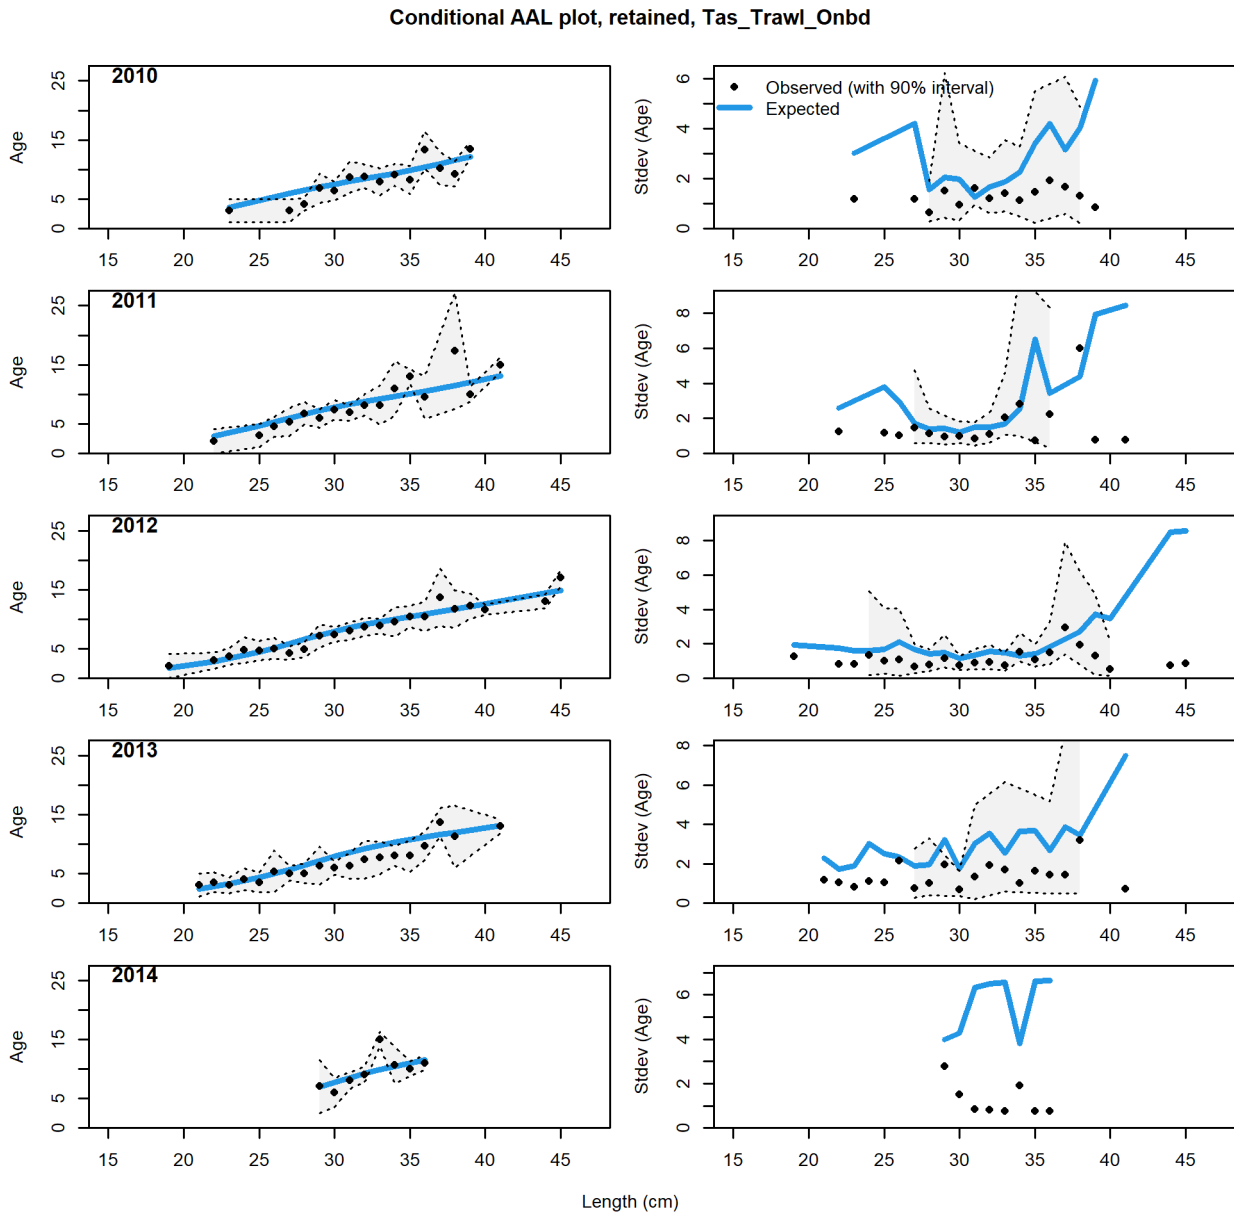 Conditional AAL plot, retained, Tas_Trawl_Onbd
2010
Age
0 5 15 25
15 20 25 30 35 40 45
Observed (with 90% interval)
Expected
Stdev (Age)
0 2 4 6
15 20 25 30 35 40 45
2011
Age
0 5 15 25
15 20 25 30 35 40 45
Stdev (Age)
0 2 4 6 8
15 20 25 30 35 40 45
2012
Age
0 5 15 25
15 20 25 30 35 40 45
Stdev (Age)
0 2 4 6 8
15 20 25 30 35 40 45
2013
Age
0 5 15 25
15 20 25 30 35 40 45
Stdev (Age)
0 2 4 6 8
15 20 25 30 35 40 45
2014
Age
0 5 15 25
15 20 25 30 35 40 45
Stdev (Age)
0 2 4 6
15 20 25 30 35 40 45
Length (cm)